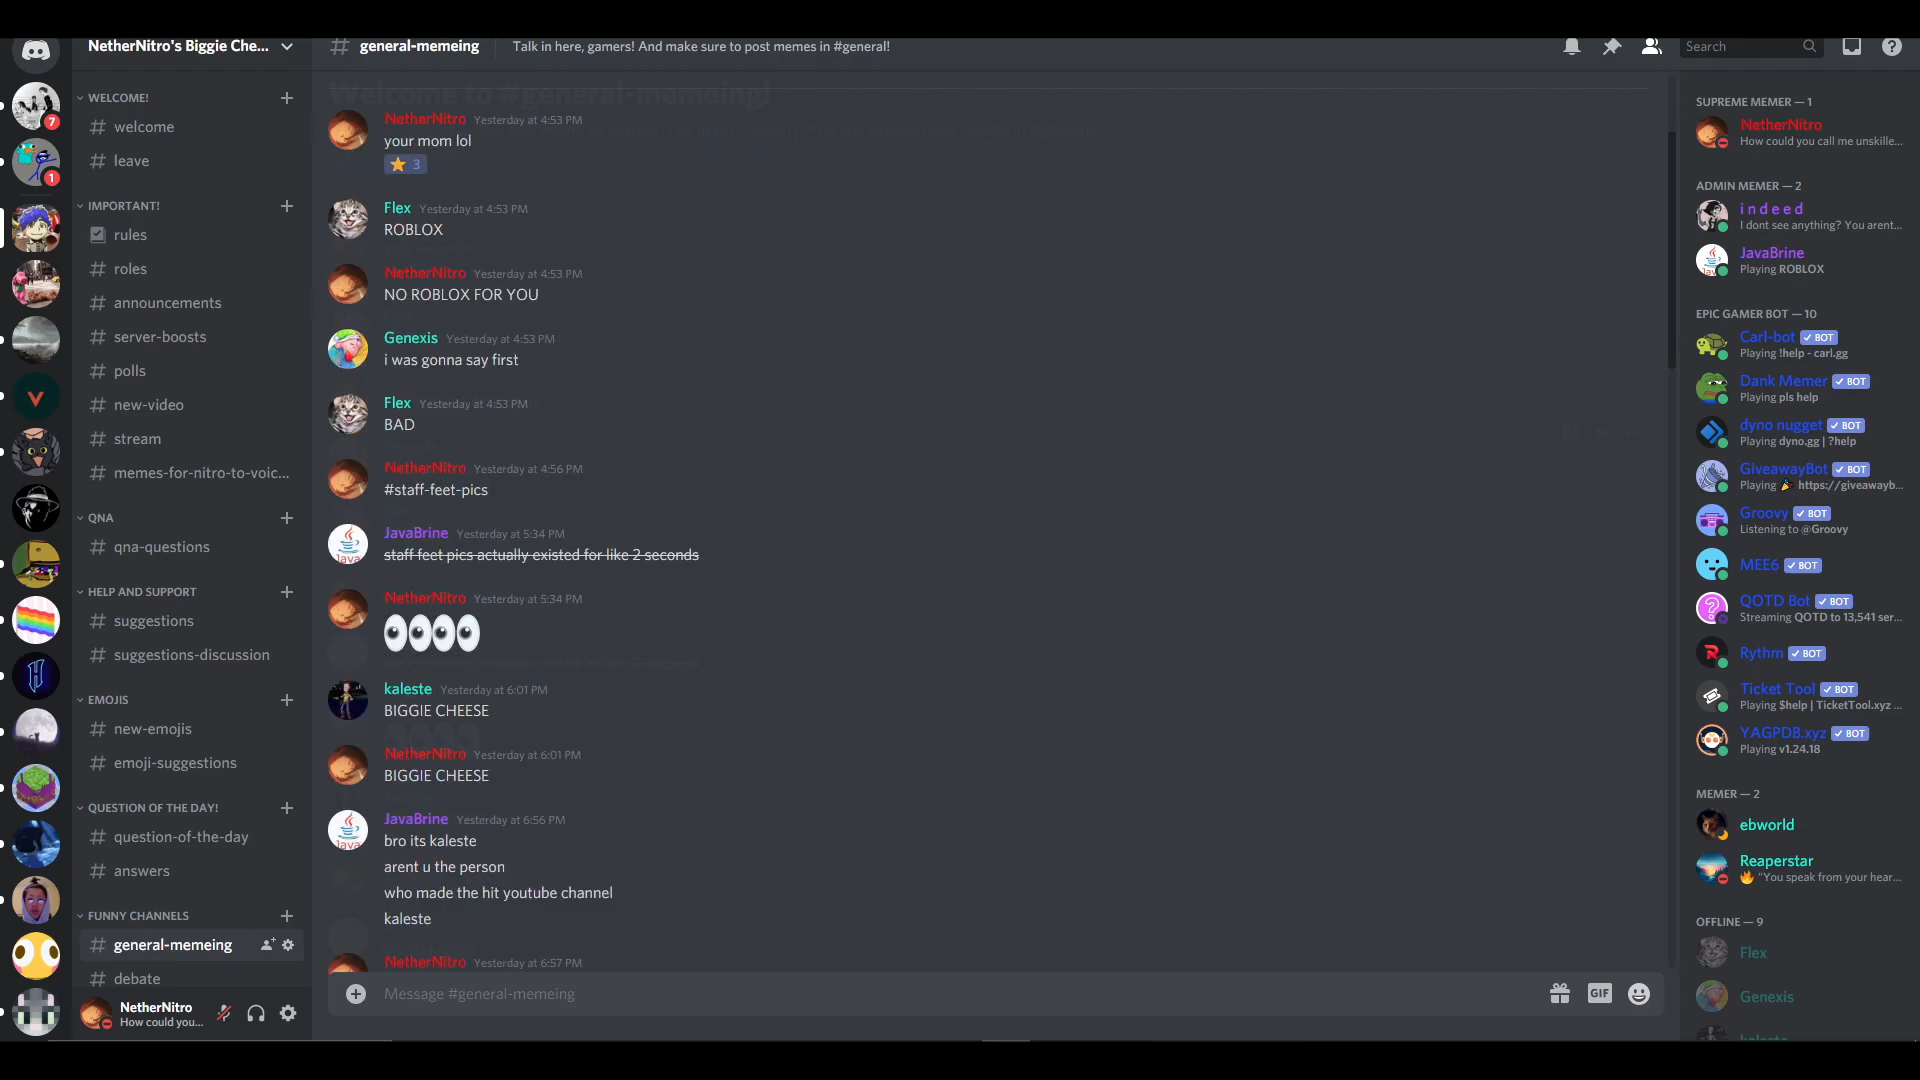 NetherNitro's Biggie Che...
general-memeing
Talk in here, gamers! And make sure to post memes in #general!
Search
7
1
WELCOME!
welcome
leave
IMPORTANT!
rules
roles
announcements
server-boosts
polls
new-video
stream
memes-for-nitro-to-voic...
QNA
qna-questions
HELP AND SUPPORT
suggestions
suggestions-discussion
EMOJIS
new-emojis
emoji-suggestions
QUESTION OF THE DAY!
question-of-the-day
answers
FUNNY CHANNELS
general-memeing
debate
NetherNitro
How could you...
Welcome to #general-memeing!
NetherNitro Yesterday at 4:53 PM
your mom lol
⭐ 3
Flex Yesterday at 4:53 PM
ROBLOX
NetherNitro Yesterday at 4:53 PM
NO ROBLOX FOR YOU
Genexis Yesterday at 4:53 PM
i was gonna say first
Flex Yesterday at 4:53 PM
BAD
NetherNitro Yesterday at 4:56 PM
#staff-feet-pics
JavaBrine Yesterday at 5:34 PM
staff feet pics actually existed for like 2 seconds
NetherNitro Yesterday at 5:34 PM
👀👀
kaleste Yesterday at 6:01 PM
BIGGIE CHEESE
NetherNitro Yesterday at 6:01 PM
BIGGIE CHEESE
JavaBrine Yesterday at 6:56 PM
bro its kaleste
arent u the person
who made the hit youtube channel
kaleste
NetherNitro Yesterday at 6:57 PM
Message #general-memeing
GIF
SUPREME MEMER — 1
NetherNitro
How could you call me unskille...
ADMIN MEMER — 2
i n d e e d
I dont see anything? You arent...
JavaBrine
Playing ROBLOX
EPIC GAMER BOT — 10
Carl-bot ✓ BOT
Playing !help - carl.gg
Dank Memer ✓ BOT
Playing pls help
dyno nugget ✓ BOT
Playing dyno.gg | ?help
GiveawayBot ✓ BOT
Playing 🎉 https://giveawayb...
Groovy ✓ BOT
Listening to @Groovy
MEE6 ✓ BOT
QOTD Bot ✓ BOT
Streaming QOTD to 13,541 ser...
Rythm ✓ BOT
Ticket Tool ✓ BOT
Playing $help | TicketTool.xyz ...
YAGPDB.xyz ✓ BOT
Playing v1.24.18
MEMER — 2
ebworld
Reaperstar
🔥 "You speak from your hear...
OFFLINE — 9
Flex
Genexis
kaleste